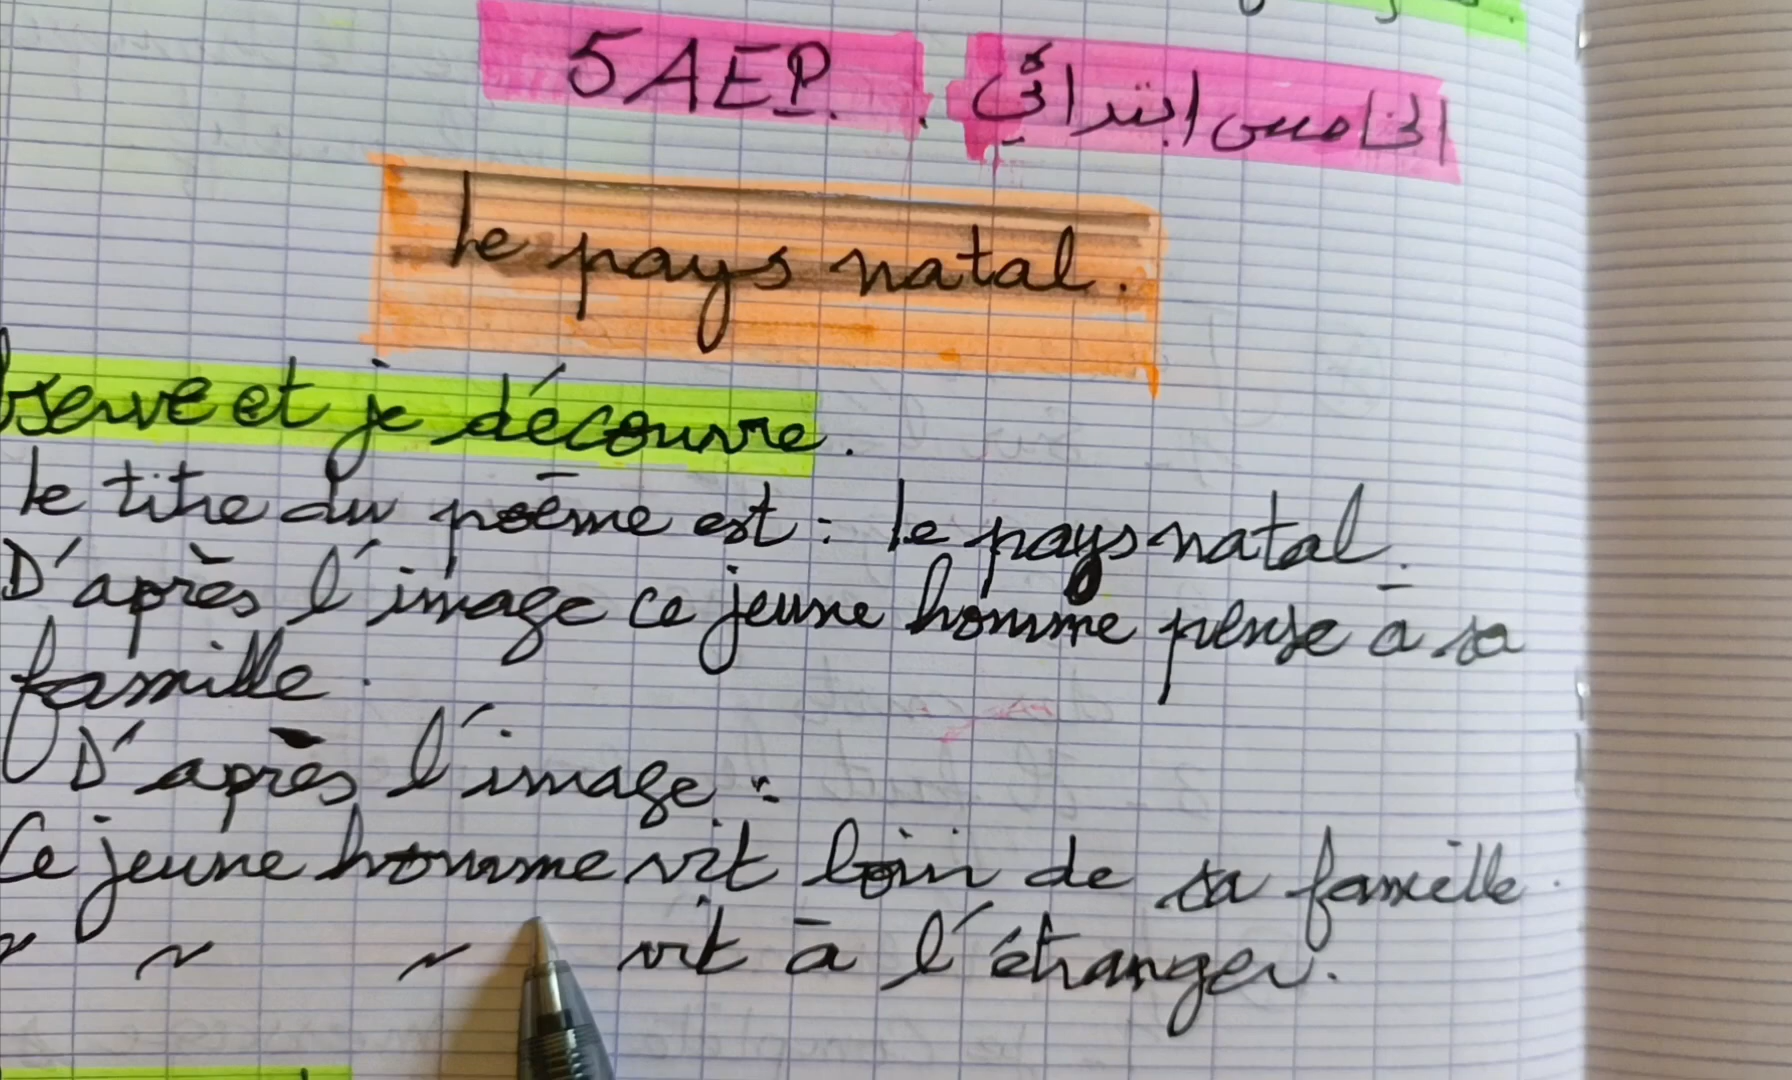 5AEP. الخامس ابتدائي
le pays natal.
bserve et je découvre.
le titre du poème est : le pays natal.
D'après l'image ce jeune homme pense à sa
famille.
D'après l'image :
Ce jeune homme vit loin de sa famille.
" " " vit à l'étranger.